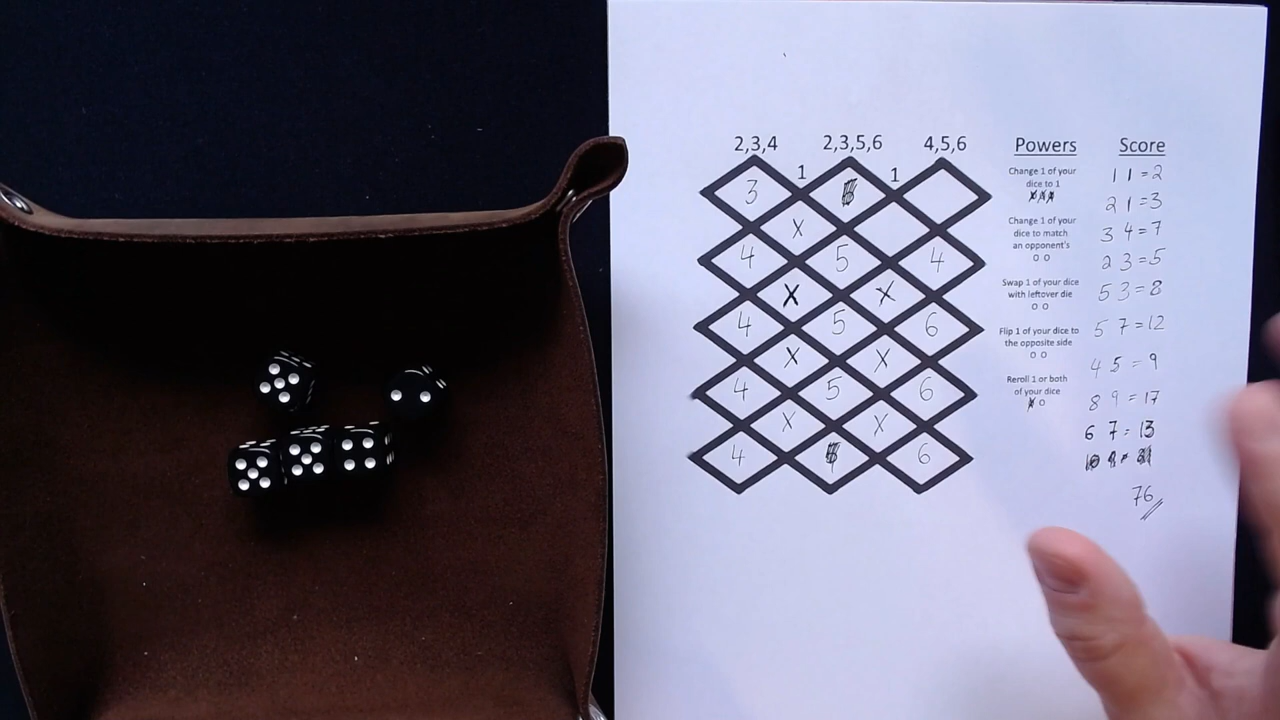 2,3,4 2,3,5,6 4,5,6
1 1
3
X
4 5 4
X X
4 5 6
X X
4 5 6
X X
4 6
Powers
Change 1 of your
dice to 1
Change 1 of your
dice to match
an opponent's
O O
Swap 1 of your dice
with leftover die
O O
Flip 1 of your dice to
the opposite side
O O
Reroll 1 or both
of your dice
O
Score
1 1 = 2
2 1 = 3
3 4 = 7
2 3 = 5
5 3 = 8
5 7 = 12
4 5 = 9
8 9 = 17
6 7 = 13
76